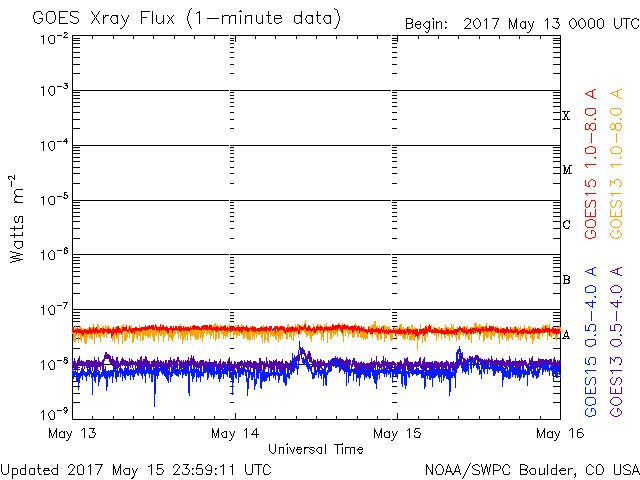 GOES Xray Flux (1-minute data)
Begin: 2017 May 13 0000 UTC
Watts m⁻²
10⁻²
10⁻³
10⁻⁴
10⁻⁵
10⁻⁶
10⁻⁷
10⁻⁸
10⁻⁹
X
M
C
B
A
GOES15 1.0-8.0 A
GOES13 1.0-8.0 A
GOES15 0.5-4.0 A
GOES13 0.5-4.0 A
May 13 May 14 May 15 May 16
Universal Time
Updated 2017 May 15 23:59:11 UTC
NOAA/SWPC Boulder, CO USA